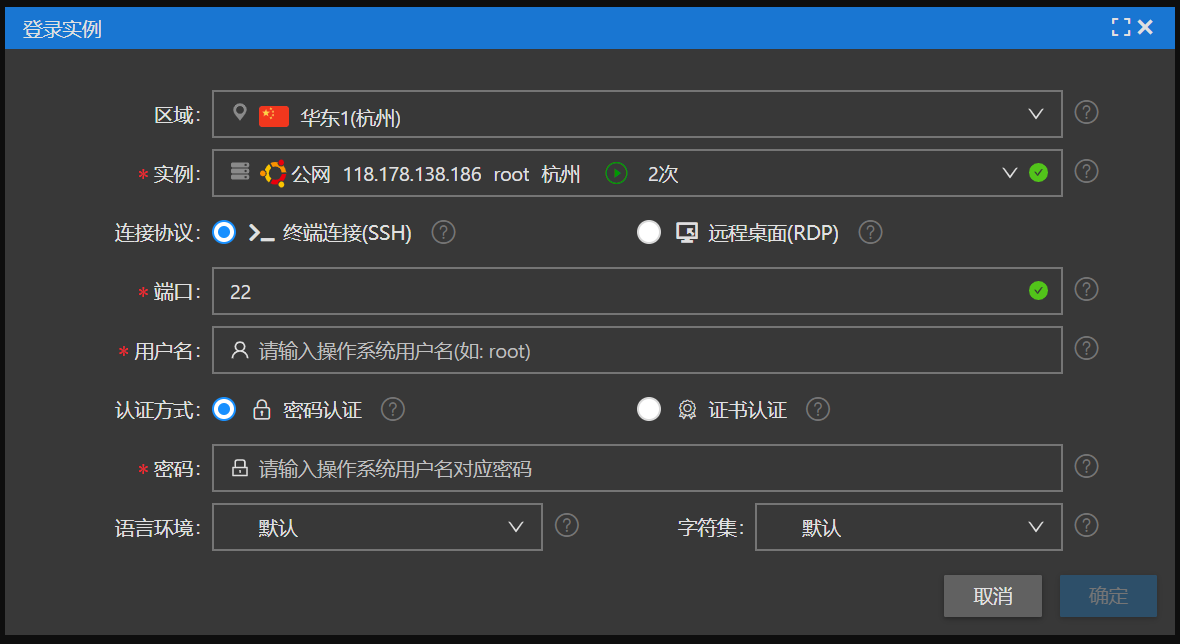 登录实例
区域: 华东1(杭州)
* 实例: 公网 118.178.138.186 root 杭州 2次
连接协议: 终端连接(SSH) 远程桌面(RDP)
* 端口: 22
* 用户名: 请输入操作系统用户名(如: root)
认证方式: 密码认证 证书认证
* 密码: 请输入操作系统用户名对应密码
语言环境: 默认 字符集: 默认
取消 确定